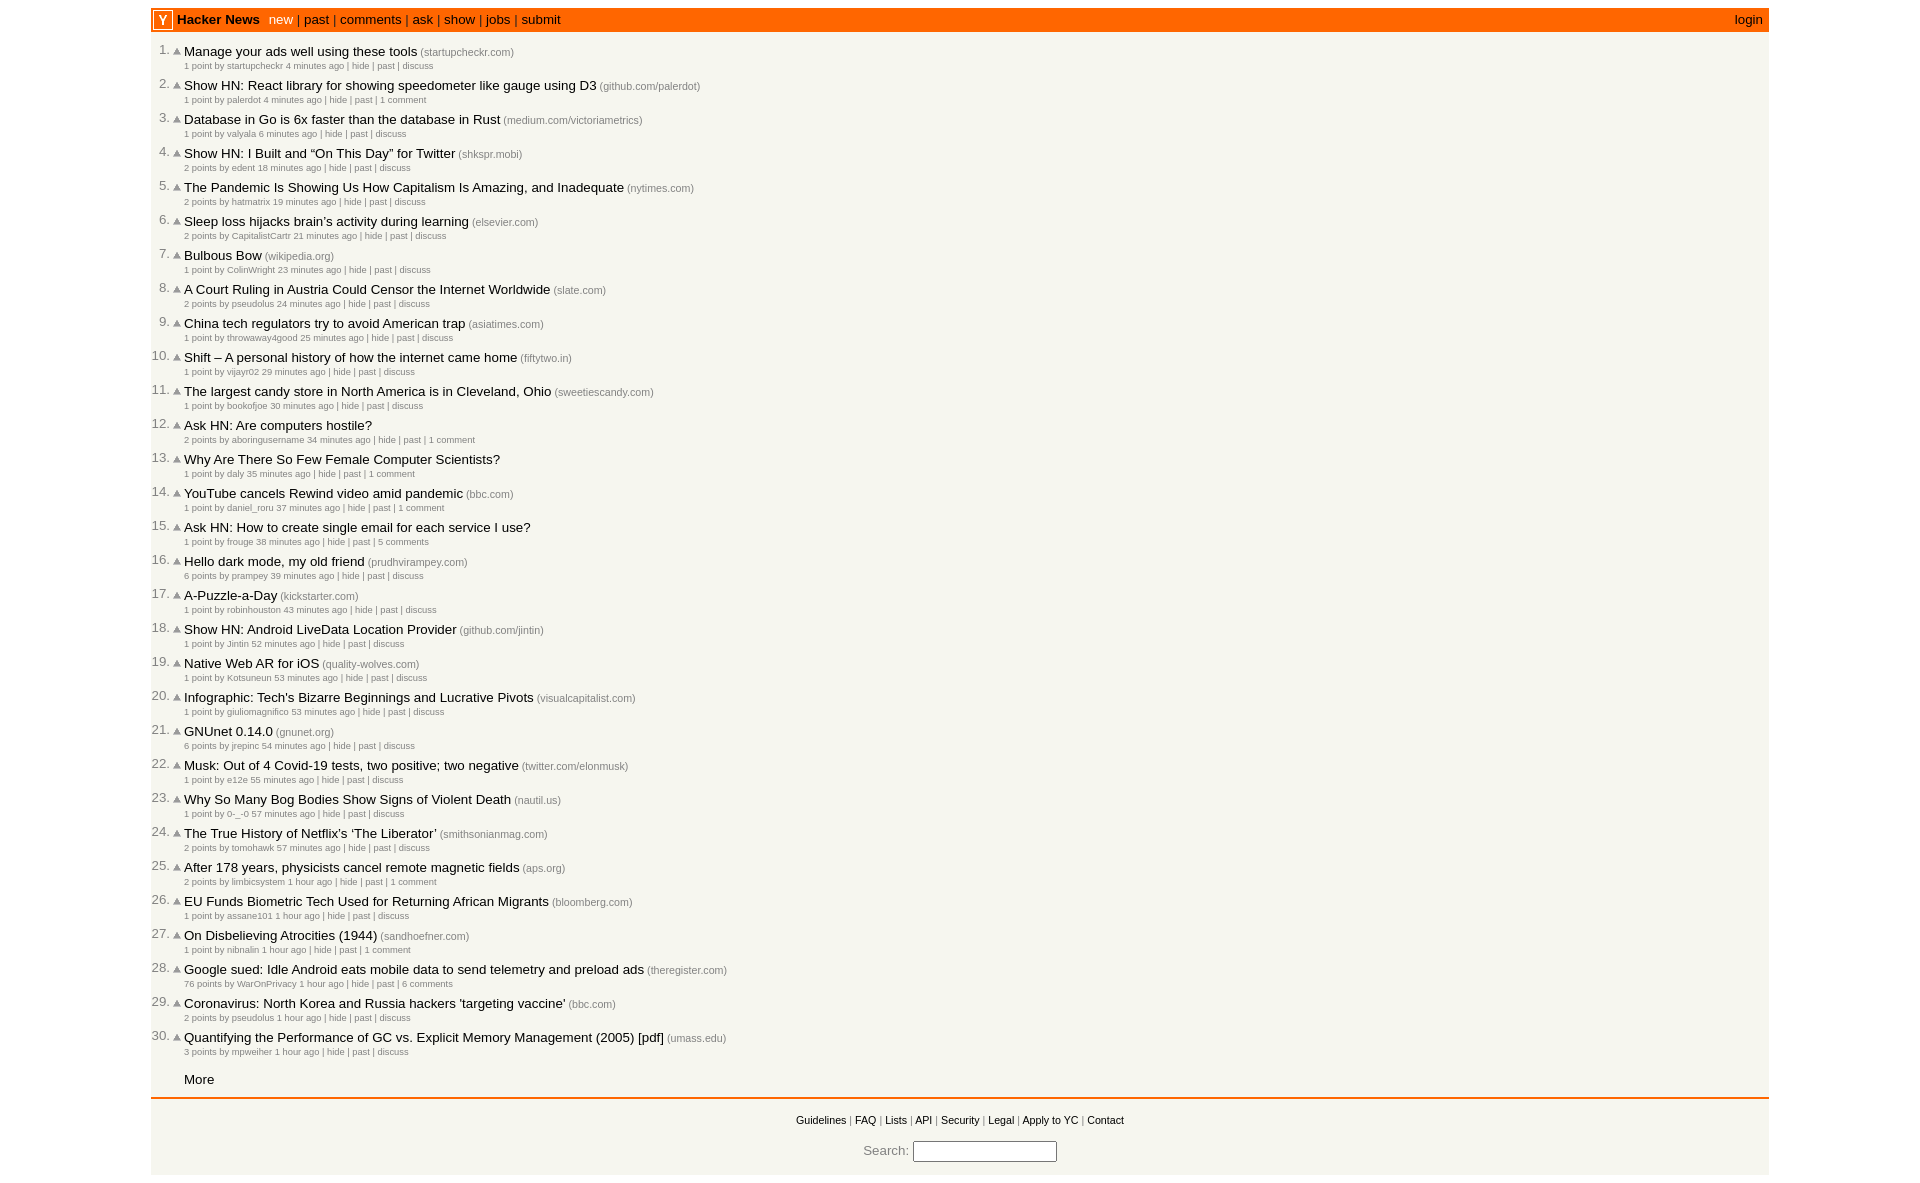 Y Hacker News new | past | comments | ask | show | jobs | submit login
1. Manage your ads well using these tools (startupcheckr.com)
1 point by startupcheckr 4 minutes ago | hide | past | discuss
2. Show HN: React library for showing speedometer like gauge using D3 (github.com/palerdot)
1 point by palerdot 4 minutes ago | hide | past | 1 comment
3. Database in Go is 6x faster than the database in Rust (medium.com/victoriametrics)
1 point by valyala 6 minutes ago | hide | past | discuss
4. Show HN: I Built and “On This Day” for Twitter (shkspr.mobi)
2 points by edent 18 minutes ago | hide | past | discuss
5. The Pandemic Is Showing Us How Capitalism Is Amazing, and Inadequate (nytimes.com)
2 points by hatmatrix 19 minutes ago | hide | past | discuss
6. Sleep loss hijacks brain’s activity during learning (elsevier.com)
2 points by CapitalistCartr 21 minutes ago | hide | past | discuss
7. Bulbous Bow (wikipedia.org)
1 point by ColinWright 23 minutes ago | hide | past | discuss
8. A Court Ruling in Austria Could Censor the Internet Worldwide (slate.com)
2 points by pseudolus 24 minutes ago | hide | past | discuss
9. China tech regulators try to avoid American trap (asiatimes.com)
1 point by throwaway4good 25 minutes ago | hide | past | discuss
10. Shift – A personal history of how the internet came home (fiftytwo.in)
1 point by vijayr02 29 minutes ago | hide | past | discuss
11. The largest candy store in North America is in Cleveland, Ohio (sweetiescandy.com)
1 point by bookofjoe 30 minutes ago | hide | past | discuss
12. Ask HN: Are computers hostile?
2 points by aboringusername 34 minutes ago | hide | past | 1 comment
13. Why Are There So Few Female Computer Scientists?
1 point by daly 35 minutes ago | hide | past | 1 comment
14. YouTube cancels Rewind video amid pandemic (bbc.com)
1 point by daniel_roru 37 minutes ago | hide | past | 1 comment
15. Ask HN: How to create single email for each service I use?
1 point by frouge 38 minutes ago | hide | past | 5 comments
16. Hello dark mode, my old friend (prudhvirampey.com)
6 points by prampey 39 minutes ago | hide | past | discuss
17. A-Puzzle-a-Day (kickstarter.com)
1 point by robinhouston 43 minutes ago | hide | past | discuss
18. Show HN: Android LiveData Location Provider (github.com/jintin)
1 point by Jintin 52 minutes ago | hide | past | discuss
19. Native Web AR for iOS (quality-wolves.com)
1 point by Kotsuneun 53 minutes ago | hide | past | discuss
20. Infographic: Tech's Bizarre Beginnings and Lucrative Pivots (visualcapitalist.com)
1 point by giuliomagnifico 53 minutes ago | hide | past | discuss
21. GNUnet 0.14.0 (gnunet.org)
6 points by jrepinc 54 minutes ago | hide | past | discuss
22. Musk: Out of 4 Covid-19 tests, two positive; two negative (twitter.com/elonmusk)
1 point by e12e 55 minutes ago | hide | past | discuss
23. Why So Many Bog Bodies Show Signs of Violent Death (nautil.us)
1 point by 0-_-0 57 minutes ago | hide | past | discuss
24. The True History of Netflix’s ‘The Liberator’ (smithsonianmag.com)
2 points by tomohawk 57 minutes ago | hide | past | discuss
25. After 178 years, physicists cancel remote magnetic fields (aps.org)
2 points by limbicsystem 1 hour ago | hide | past | 1 comment
26. EU Funds Biometric Tech Used for Returning African Migrants (bloomberg.com)
1 point by assane101 1 hour ago | hide | past | discuss
27. On Disbelieving Atrocities (1944) (sandhoefner.com)
1 point by nibnalin 1 hour ago | hide | past | 1 comment
28. Google sued: Idle Android eats mobile data to send telemetry and preload ads (theregister.com)
76 points by WarOnPrivacy 1 hour ago | hide | past | 6 comments
29. Coronavirus: North Korea and Russia hackers 'targeting vaccine' (bbc.com)
2 points by pseudolus 1 hour ago | hide | past | discuss
30. Quantifying the Performance of GC vs. Explicit Memory Management (2005) [pdf] (umass.edu)
3 points by mpweiher 1 hour ago | hide | past | discuss
More
Guidelines | FAQ | Lists | API | Security | Legal | Apply to YC | Contact
Search: